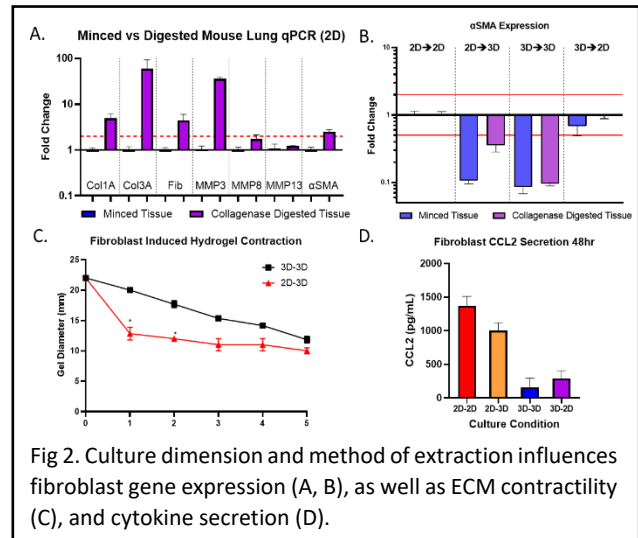 A.
Minced vs Digested Mouse Lung qPCR (2D)
Fold Change
100
10
1
0.1
Col1A Col3A Fib MMP3 MMP8 MMP13 αSMA
Minced Tissue Collagenase Digested Tissue
B.
αSMA Expression
2D→2D 2D→3D 3D→3D 3D→2D
Fold Change
1
0.1
Minced Tissue Collagenase Digested Tissue
C.
Fibroblast Induced Hydrogel Contraction
Gel Diameter (mm)
25
20
15
10
5
0
3D-3D
2D-3D
* *
0 1 2 3 4 5
D.
Fibroblast CCL2 Secretion 48hr
CCL2 (pg/mL)
2000
1500
1000
500
0
2D-2D 2D-3D 3D-3D 3D-2D
Culture Condition
Fig 2. Culture dimension and method of extraction influences
fibroblast gene expression (A, B), as well as ECM contractility
(C), and cytokine secretion (D).